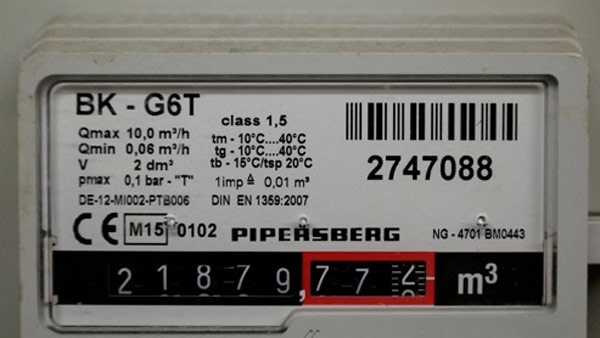 BK - G6T
Qmax 10,0 m³/h
Qmin 0,06 m³/h
V 2 dm³
pmax 0,1 bar - "T"
DE-12-MI002-PTB006
class 1,5
tm - 10°C....40°C
tg - 10°C....40°C
tb - 15°C/tsp 20°C
1imp ≙ 0,01 m³
DIN EN 1359:2007
2747088
CE M15 0102 PIPERSBERG NG - 4701 BM0443
2 1 8 7 9 , 7 7 m³